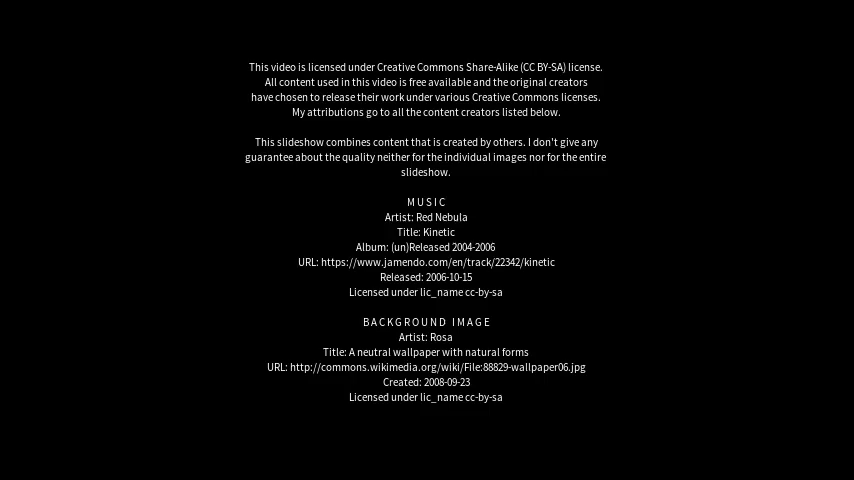 This video is licensed under Creative Commons Share-Alike (CC BY-SA) license.
All content used in this video is free available and the original creators
have chosen to release their work under various Creative Commons licenses.
My attributions go to all the content creators listed below.
This slideshow combines content that is created by others. I don't give any
guarantee about the quality neither for the individual images nor for the entire
slideshow.
MUSIC
Artist: Red Nebula
Title: Kinetic
Album: (un)Released 2004-2006
URL: https://www.jamendo.com/en/track/22342/kinetic
Released: 2006-10-15
Licensed under lic_name cc-by-sa
BACKGROUND IMAGE
Artist: Rosa
Title: A neutral wallpaper with natural forms
URL: http://commons.wikimedia.org/wiki/File:88829-wallpaper06.jpg
Created: 2008-09-23
Licensed under lic_name cc-by-sa